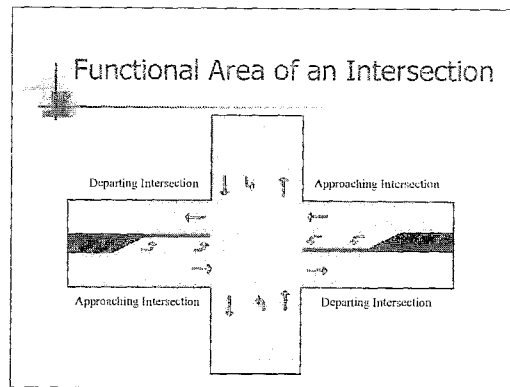 Functional Area of an Intersection
Departing Intersection
Approaching Intersection
Approaching Intersection
Departing Intersection